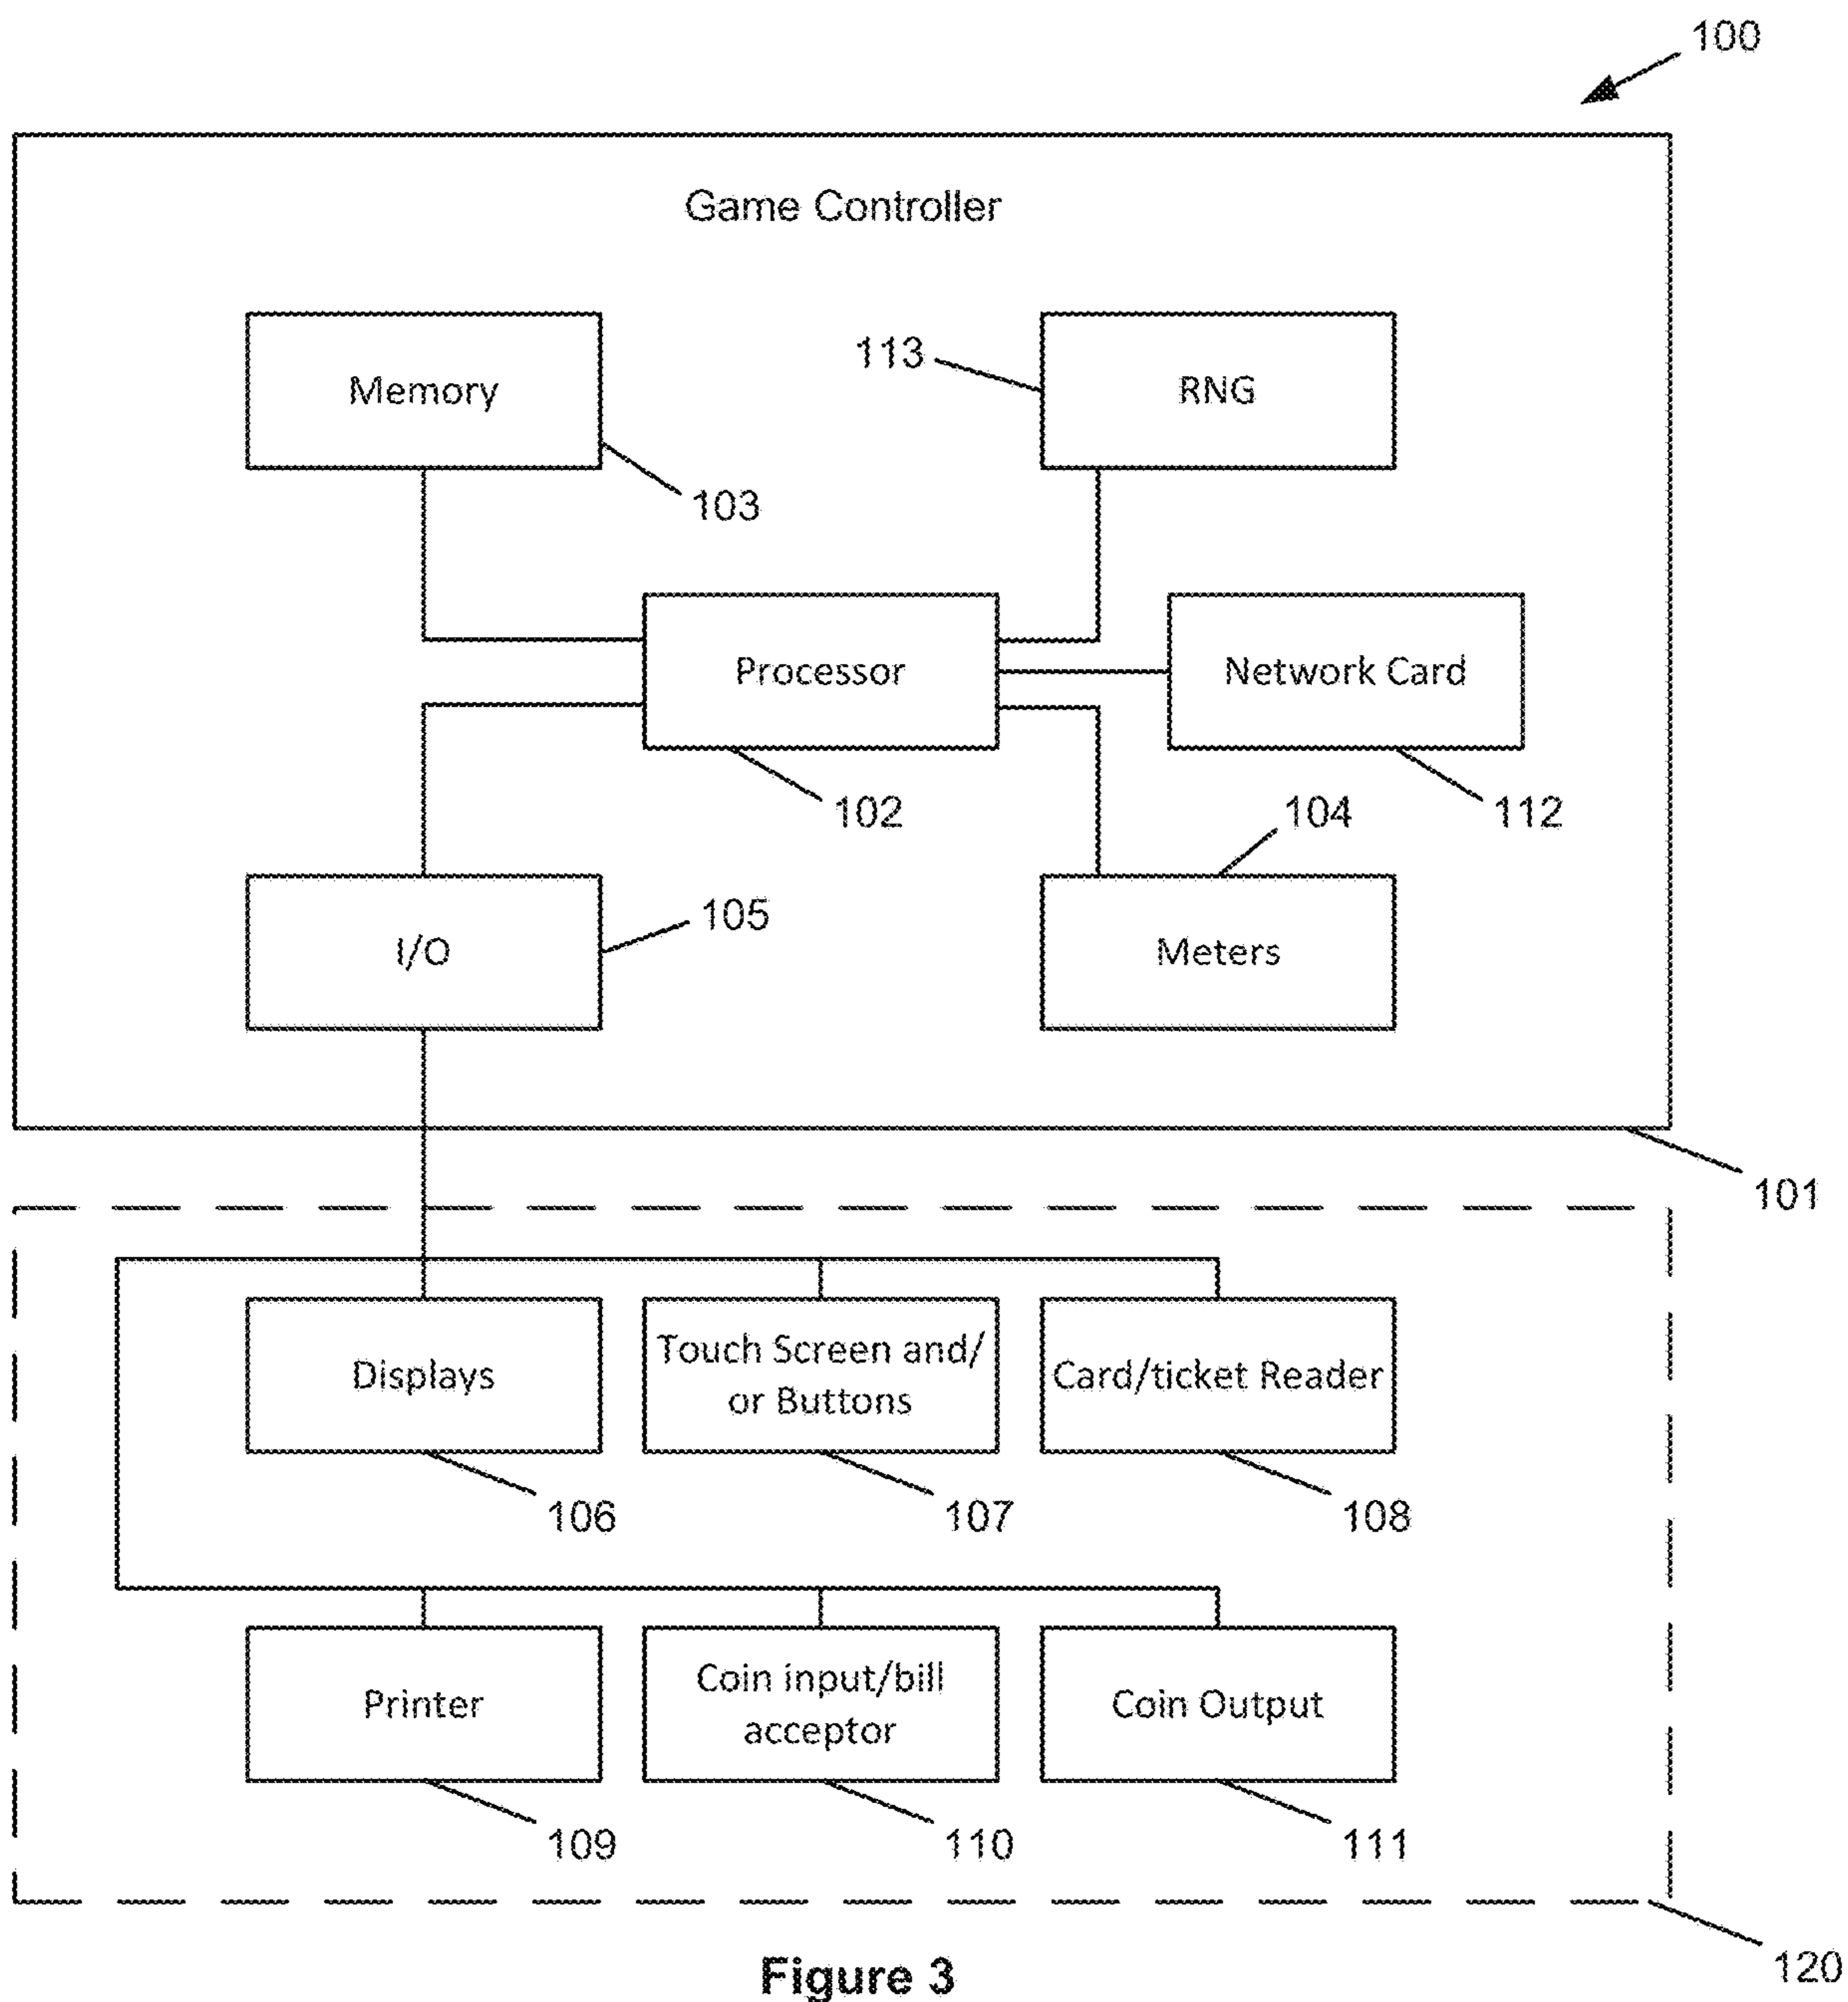 100
Game Controller
Memory
113
RNG
103
Processor
Network Card
102
104
112
I/O
105
Meters
101
Displays
Touch Screen and/
or Buttons
Card/ticket Reader
106
107
108
Printer
Coin input/bill
acceptor
Coin Output
109
110
111
120
Figure 3